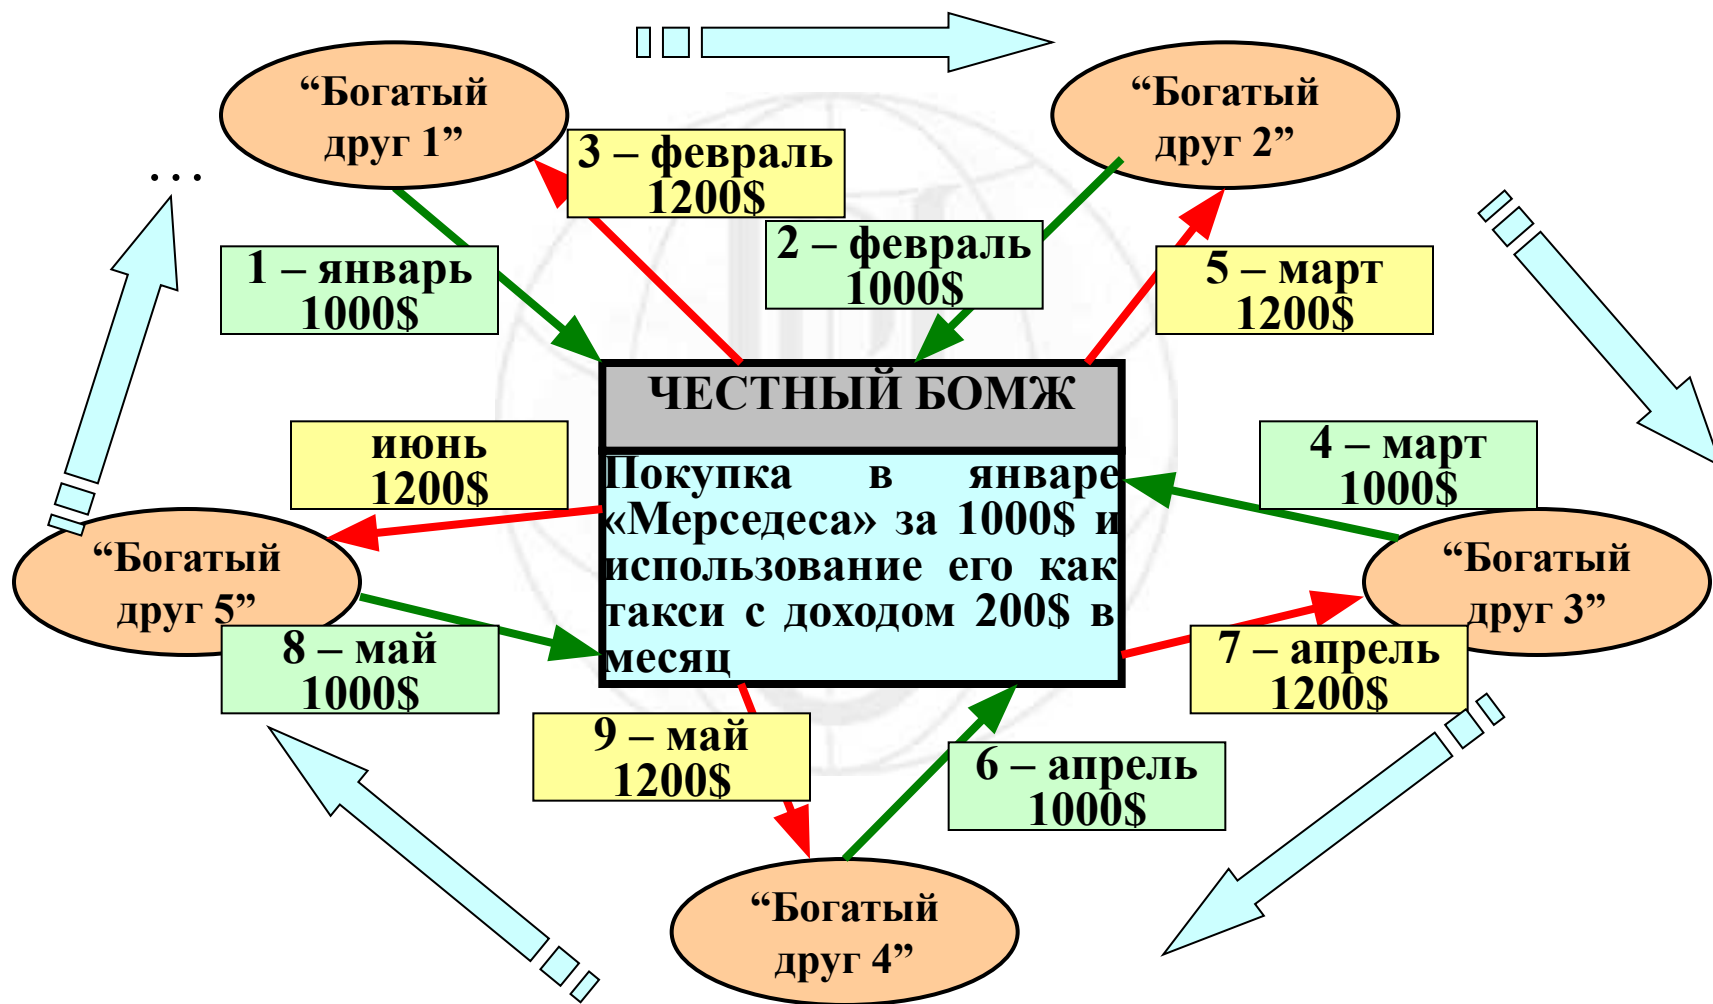 “Богатый
друг 1”
“Богатый
друг 2”
3 – февраль
1200$
…
2 – февраль
1000$
1 – январь
1000$
5 – март
1200$
ЧЕСТНЫЙ БОМЖ
Покупка в январе
«Мерседеса» за 1000$ и
использование его как
такси с доходом 200$ в
месяц
июнь
1200$
4 – март
1000$
“Богатый
друг 5”
“Богатый
друг 3”
8 – май
1000$
7 – апрель
1200$
9 – май
1200$
6 – апрель
1000$
“Богатый
друг 4”